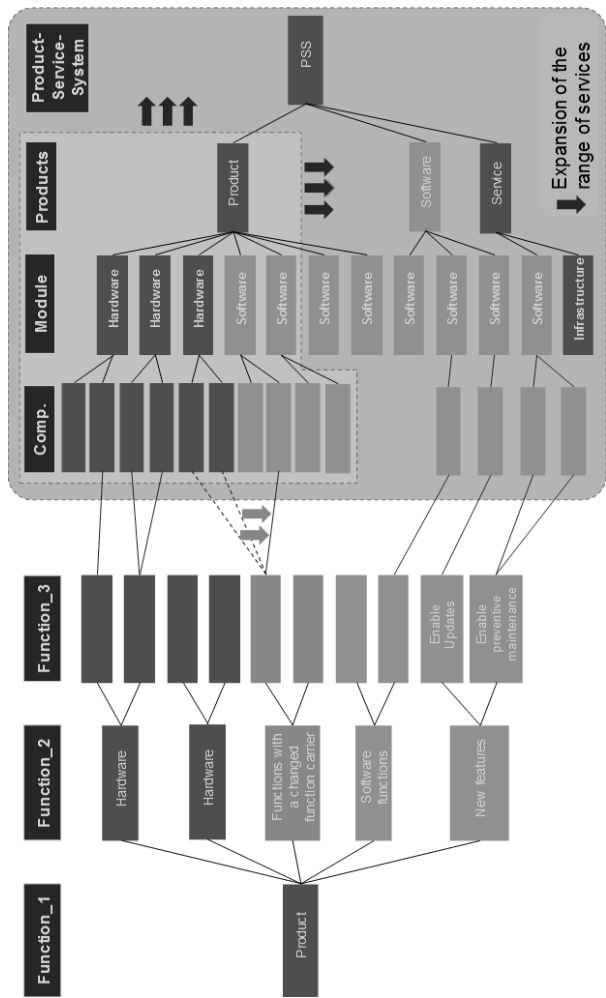 Function_1
Function_2
Function_3
Comp.
Module
Products
Product-
Service-
System
Product
Hardware
Hardware
Functions with
a changed
function carrier
Software
functions
New features
Enable
Updates
Enable
preventive
maintenance
Hardware
Hardware
Hardware
Software
Software
Software
Software
Software
Software
Software
Software
Infrastructure
Product
Software
Service
PSS
Expansion of the
range of services